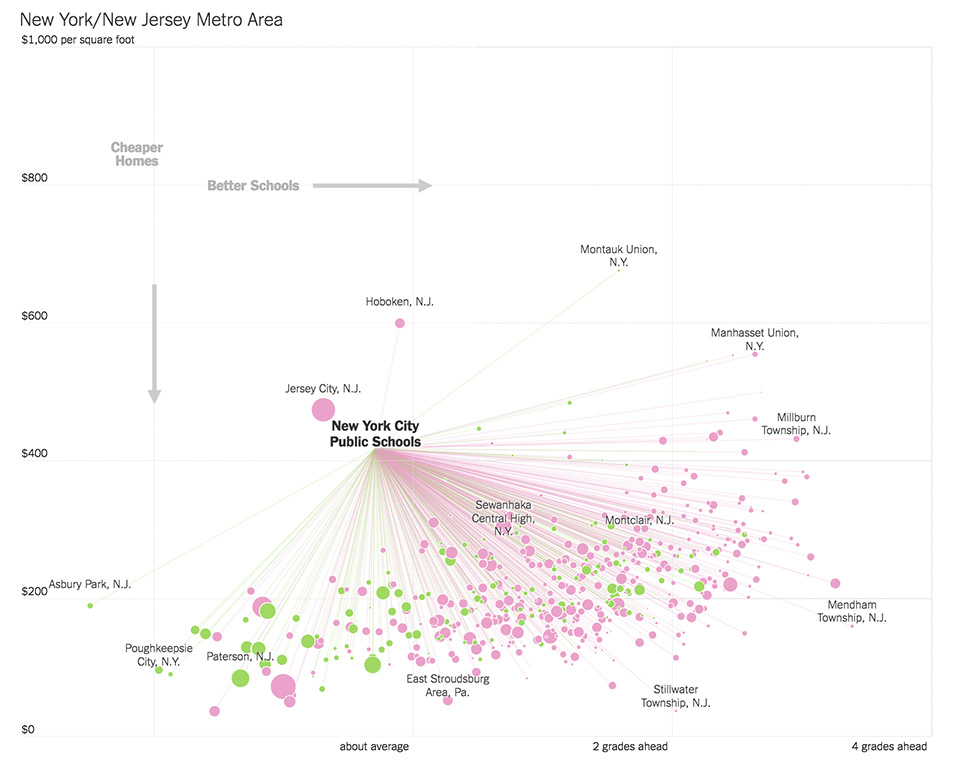 New York/New Jersey Metro Area
$1,000 per square foot
Cheaper
Homes
$800
Better Schools
Montauk Union,
N.Y.
Hoboken, N.J.
$600
Manhasset Union,
N.Y.
Jersey City, N.J.
Millburn
Township, N.J.
New York City
Public Schools
$400
Sewanhaka
Central High,
N.Y.
Montclair, N.J.
Asbury Park, N.J.
$200
Mendham
Township, N.J.
Poughkeepsie
City, N.Y.
Paterson, N.J.
East Stroudsburg
Area, Pa.
Stillwater
Township, N.J.
$0
about average
2 grades ahead
4 grades ahead